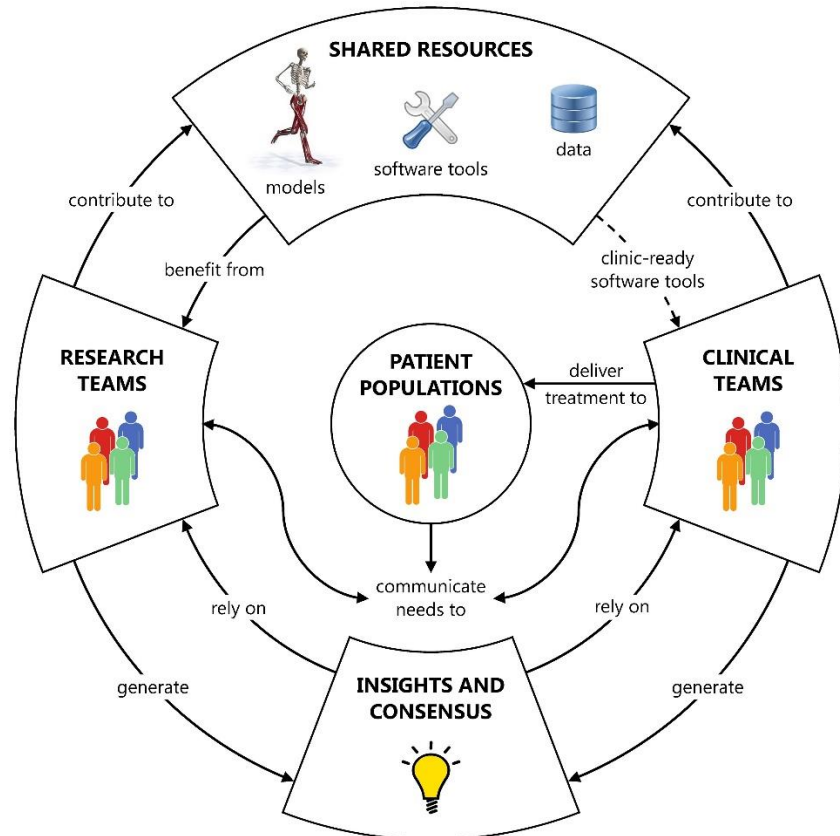 SHARED RESOURCES
models
software tools
data
contribute to
contribute to
benefit from
clinic-ready
software tools
RESEARCH
TEAMS
PATIENT
POPULATIONS
deliver
treatment to
CLINICAL
TEAMS
communicate
needs to
rely on
rely on
generate
generate
INSIGHTS AND
CONSENSUS